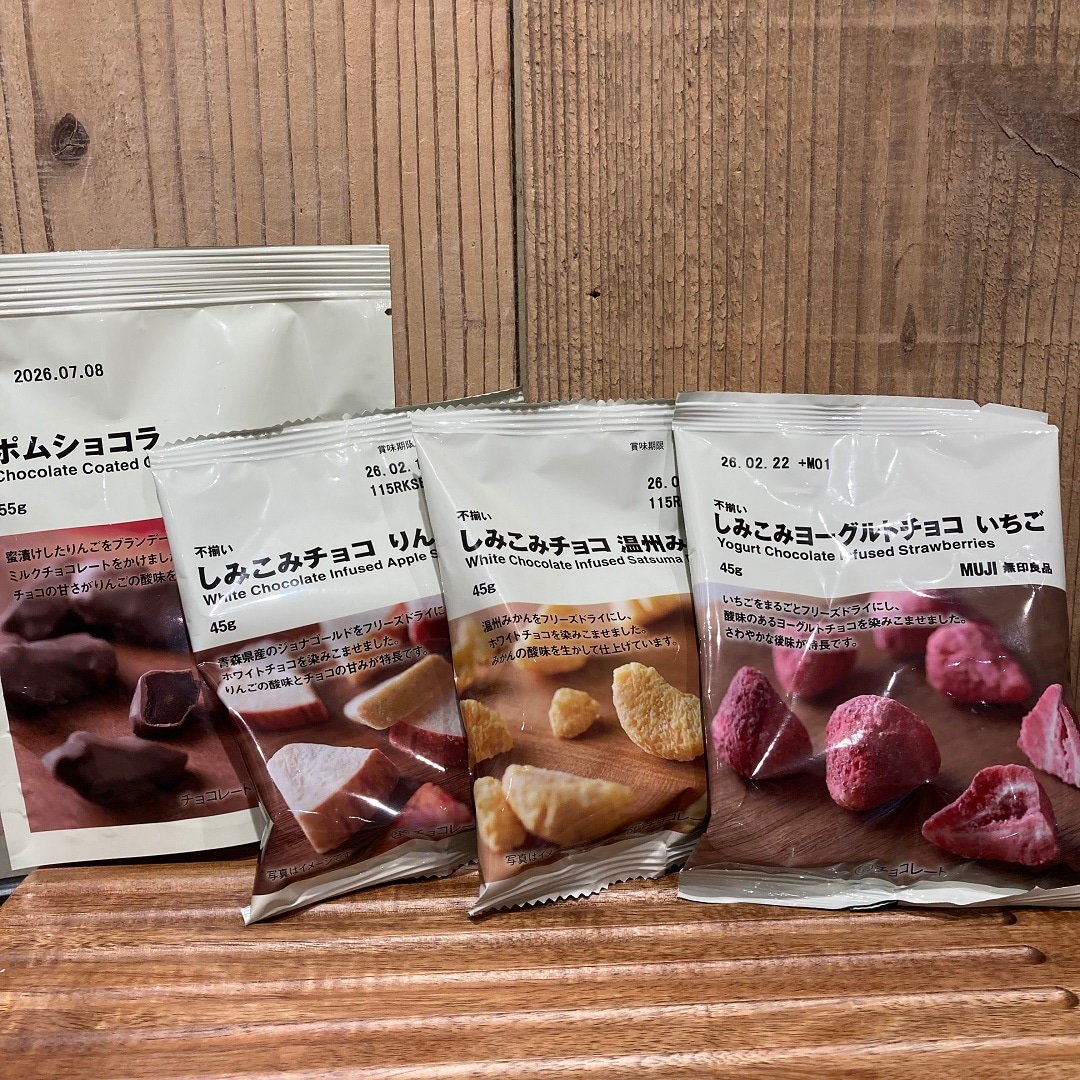 2026.07.08
ポムショコラ
Chocolate Coated
55g
蜜漬けしたりんごをブランデー
ミルクチョコレートをかけまし
チョコの甘さがりんごの酸味を
チョコレート
賞味期限
26.02.
115RKS
不揃い
しみこみチョコ りん
White Chocolate Infused Apple
45g
青森県産のジョナゴールドをフリーズドライに
ホワイトチョコを染みこませました。
りんごの酸味とチョコの甘みが特長です。
準チョコレート
写真はイメージで
賞味期限
26.0
115R
不揃い
しみこみチョコ 温州み
White Chocolate Infused Satsuma
45g
温州みかんをフリーズドライにし、
ホワイトチョコを染みこませました。
みかんの酸味を生かして仕上げています。
写真はイメ
26.02.22 +M01
不揃い
しみこみヨーグルトチョコ いちご
Yogurt Chocolate Infused Strawberries
45g
MUJI 無印良品
いちごをまるごとフリーズドライにし、
酸味のあるヨーグルトチョコを染みこませました。
さわやかな後味が特長です。
チョコレート